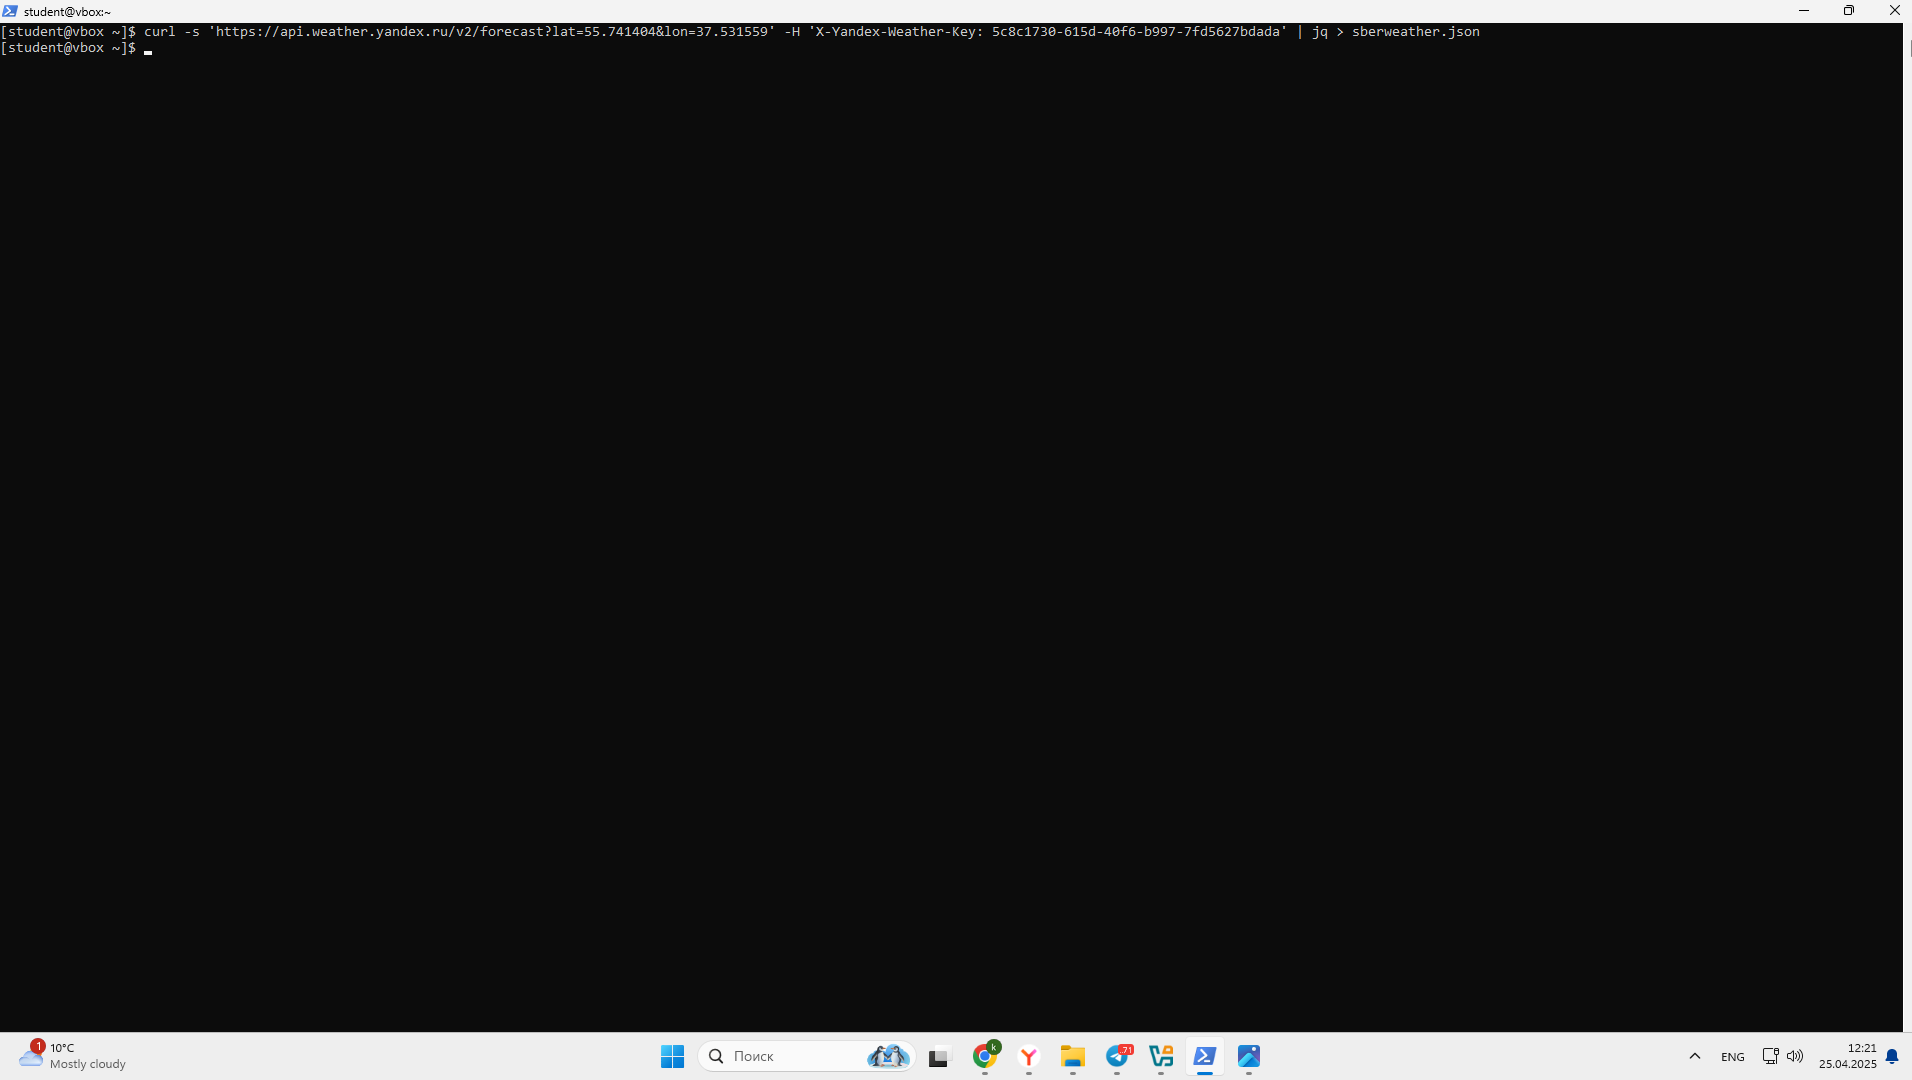 student@vbox:~
[student@vbox ~]$ curl -s 'https://api.weather.yandex.ru/v2/forecast?lat=55.741404&lon=37.531559' -H 'X-Yandex-Weather-Key: 5c8c1730-615d-40f6-b997-7fd5627bdada' | jq > sberweather.json
[student@vbox ~]$
1
10°C
Mostly cloudy
Поиск
k
71
ENG
12:21
25.04.2025